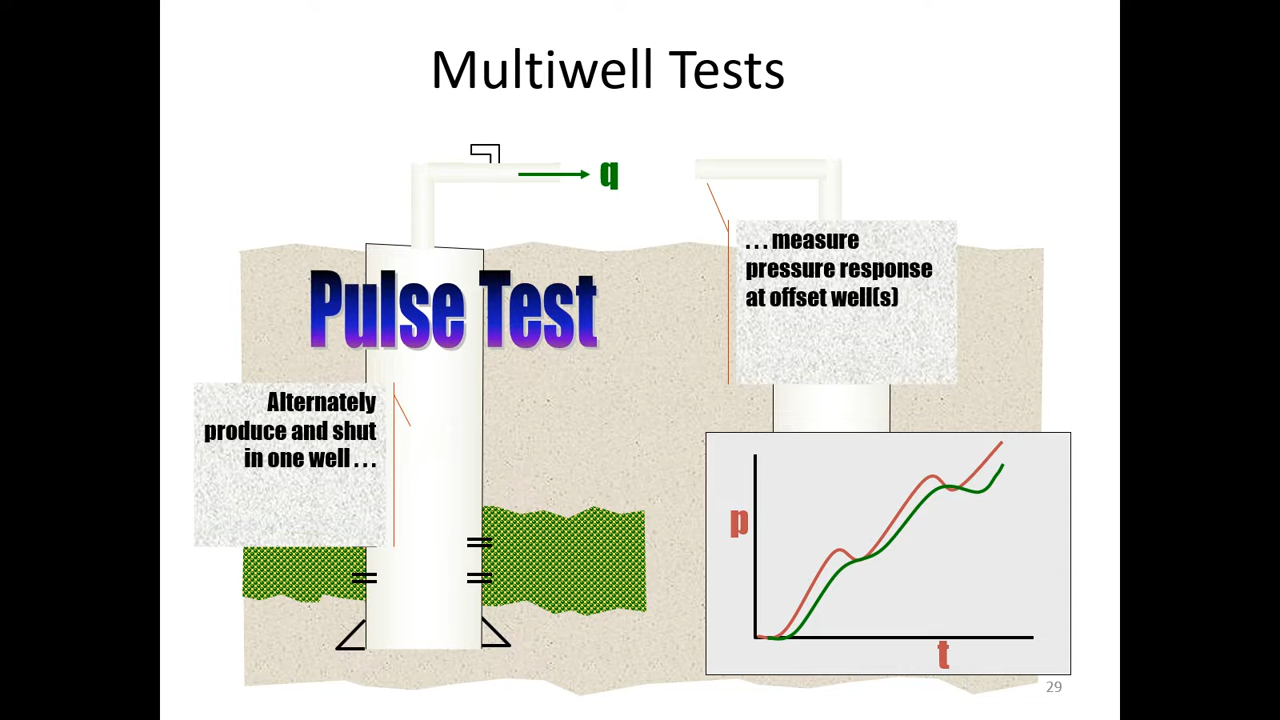 Multiwell Tests
q
. . . measure
pressure response
at offset well(s)
Pulse Test
Alternately
produce and shut
in one well . . .
p
t
29